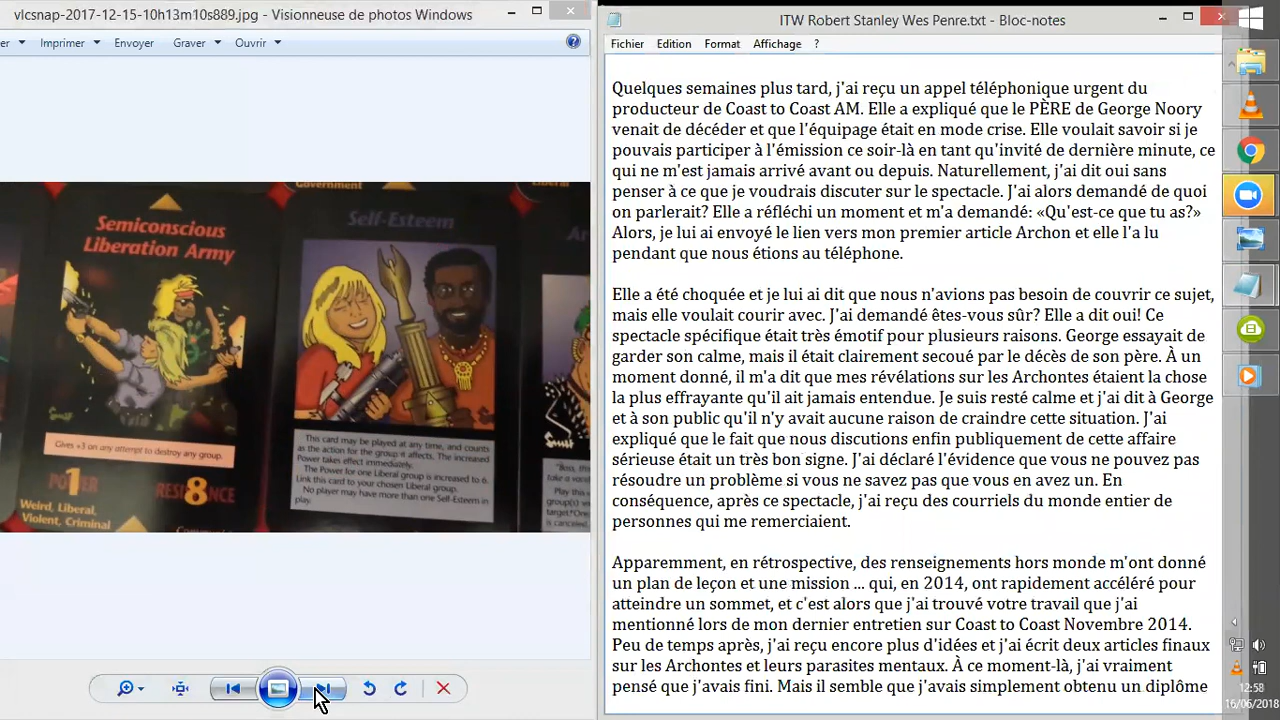 vlcsnap-2017-12-15-10h13m10s889.jpg - Visionneuse de photos Windows
Imprimer
Envoyer
Graver
Ouvrir
?
Government
Semiconscious
Liberation Army
Gives +3 on any attempt to destroy any group.
1
8
Weird, Liberal,
Violent, Criminal
Self-Esteem
This card may be played at any time, and counts
as the action for the group it affects. The increased
Power takes effect immediately.
The Power for one Liberal group is increased to 6.
Link this card to your chosen Liberal group.
No player may have more than one Self-Esteem in
play.
ITW Robert Stanley Wes Penre.txt - Bloc-notes
Fichier Edition Format Affichage ?
Quelques semaines plus tard, j'ai reçu un appel téléphonique urgent du
producteur de Coast to Coast AM. Elle a expliqué que le PÈRE de George Noory
venait de décéder et que l'équipage était en mode crise. Elle voulait savoir si je
pouvais participer à l'émission ce soir-là en tant qu'invité de dernière minute, ce
qui ne m'est jamais arrivé avant ou depuis. Naturellement, j'ai dit oui sans
penser à ce que je voudrais discuter sur le spectacle. J'ai alors demandé de quoi
on parlerait? Elle a réfléchi un moment et m'a demandé: «Qu'est-ce que tu as?»
Alors, je lui ai envoyé le lien vers mon premier article Archon et elle l'a lu
pendant que nous étions au téléphone.
Elle a été choquée et je lui ai dit que nous n'avions pas besoin de couvrir ce sujet,
mais elle voulait courir avec. J'ai demandé êtes-vous sûr? Elle a dit oui! Ce
spectacle spécifique était très émotif pour plusieurs raisons. George essayait de
garder son calme, mais il était clairement secoué par le décès de son père. À un
moment donné, il m'a dit que mes révélations sur les Archontes étaient la chose
la plus effrayante qu'il ait jamais entendue. Je suis resté calme et j'ai dit à George
et à son public qu'il n'y avait aucune raison de craindre cette situation. J'ai
expliqué que le fait que nous discutions enfin publiquement de cette affaire
sérieuse était un très bon signe. J'ai déclaré l'évidence que vous ne pouvez pas
résoudre un problème si vous ne savez pas que vous en avez un. En
conséquence, après ce spectacle, j'ai reçu des courriels du monde entier de
personnes qui me remerciaient.
Apparemment, en rétrospective, des renseignements hors monde m'ont donné
un plan de leçon et une mission ... qui, en 2014, ont rapidement accéléré pour
atteindre un sommet, et c'est alors que j'ai trouvé votre travail que j'ai
mentionné lors de mon dernier entretien sur Coast to Coast Novembre 2014.
Peu de temps après, j'ai reçu encore plus d'idées et j'ai écrit deux articles finaux
sur les Archontes et leurs parasites mentaux. À ce moment-là, j'ai vraiment
pensé que j'avais fini. Mais il semble que j'avais simplement obtenu un diplôme
12:58
16/06/2018